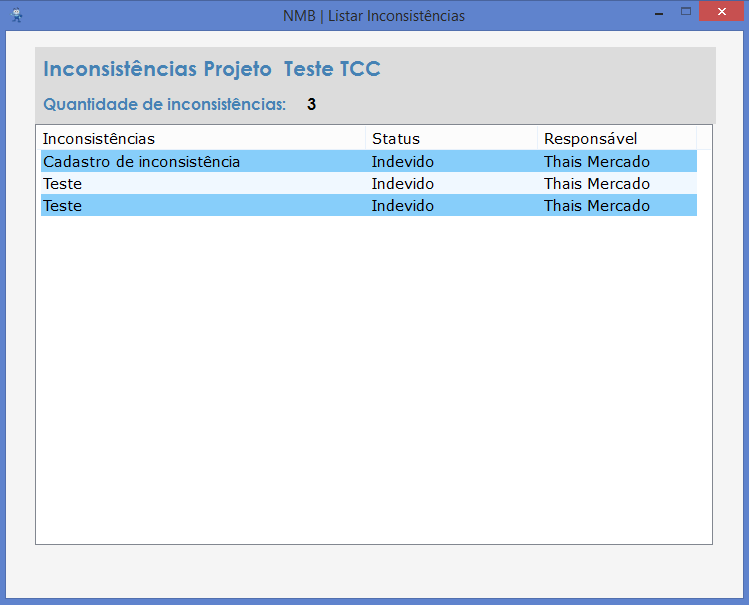 NMB | Listar Inconsistências
Inconsistências Projeto Teste TCC
Quantidade de inconsistências: 3
Inconsistências Status Responsável
Cadastro de inconsistência Indevido Thais Mercado
Teste Indevido Thais Mercado
Teste Indevido Thais Mercado